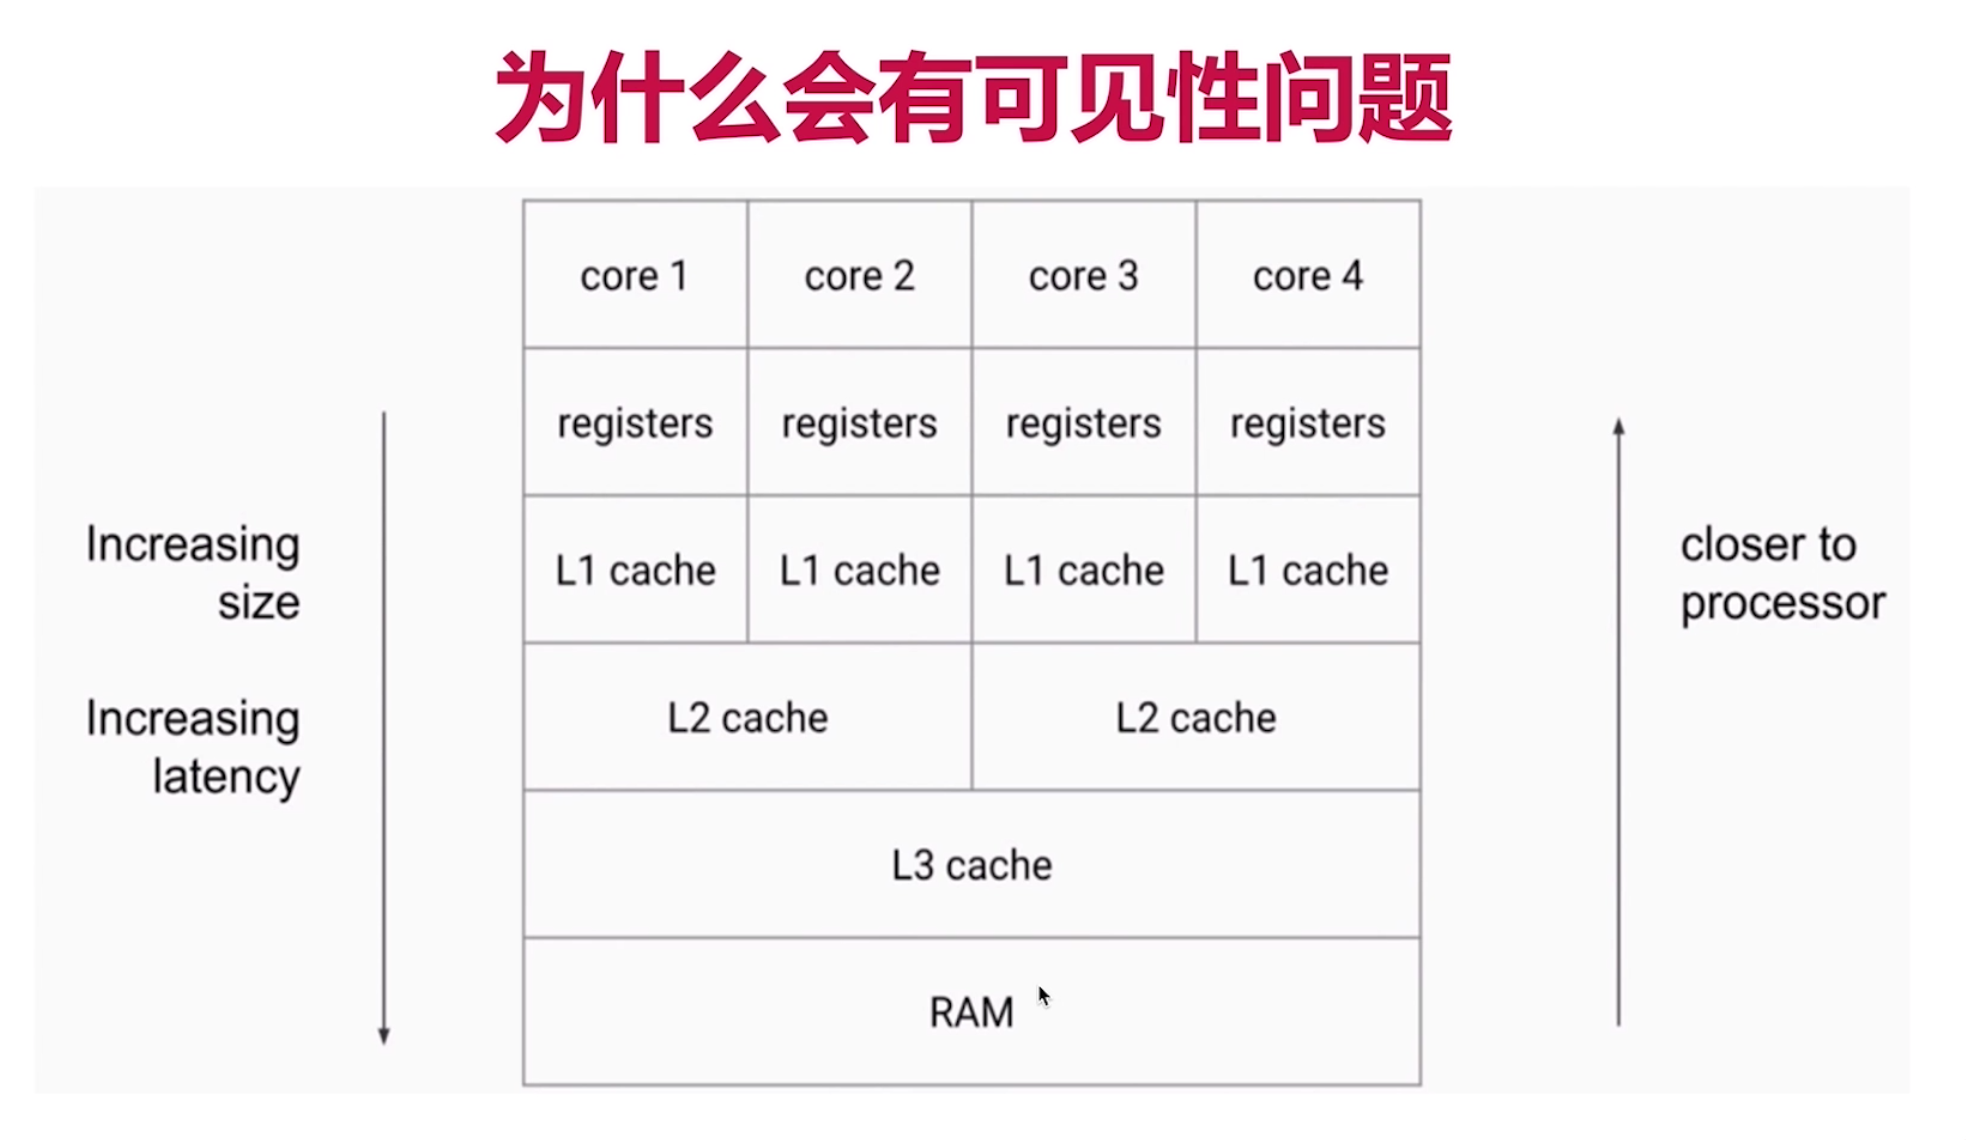 为什么会有可见性问题
core 1 core 2 core 3 core 4
registers registers registers registers
L1 cache L1 cache L1 cache L1 cache
L2 cache L2 cache
L3 cache
RAM
Increasing
size
Increasing
latency
closer to
processor